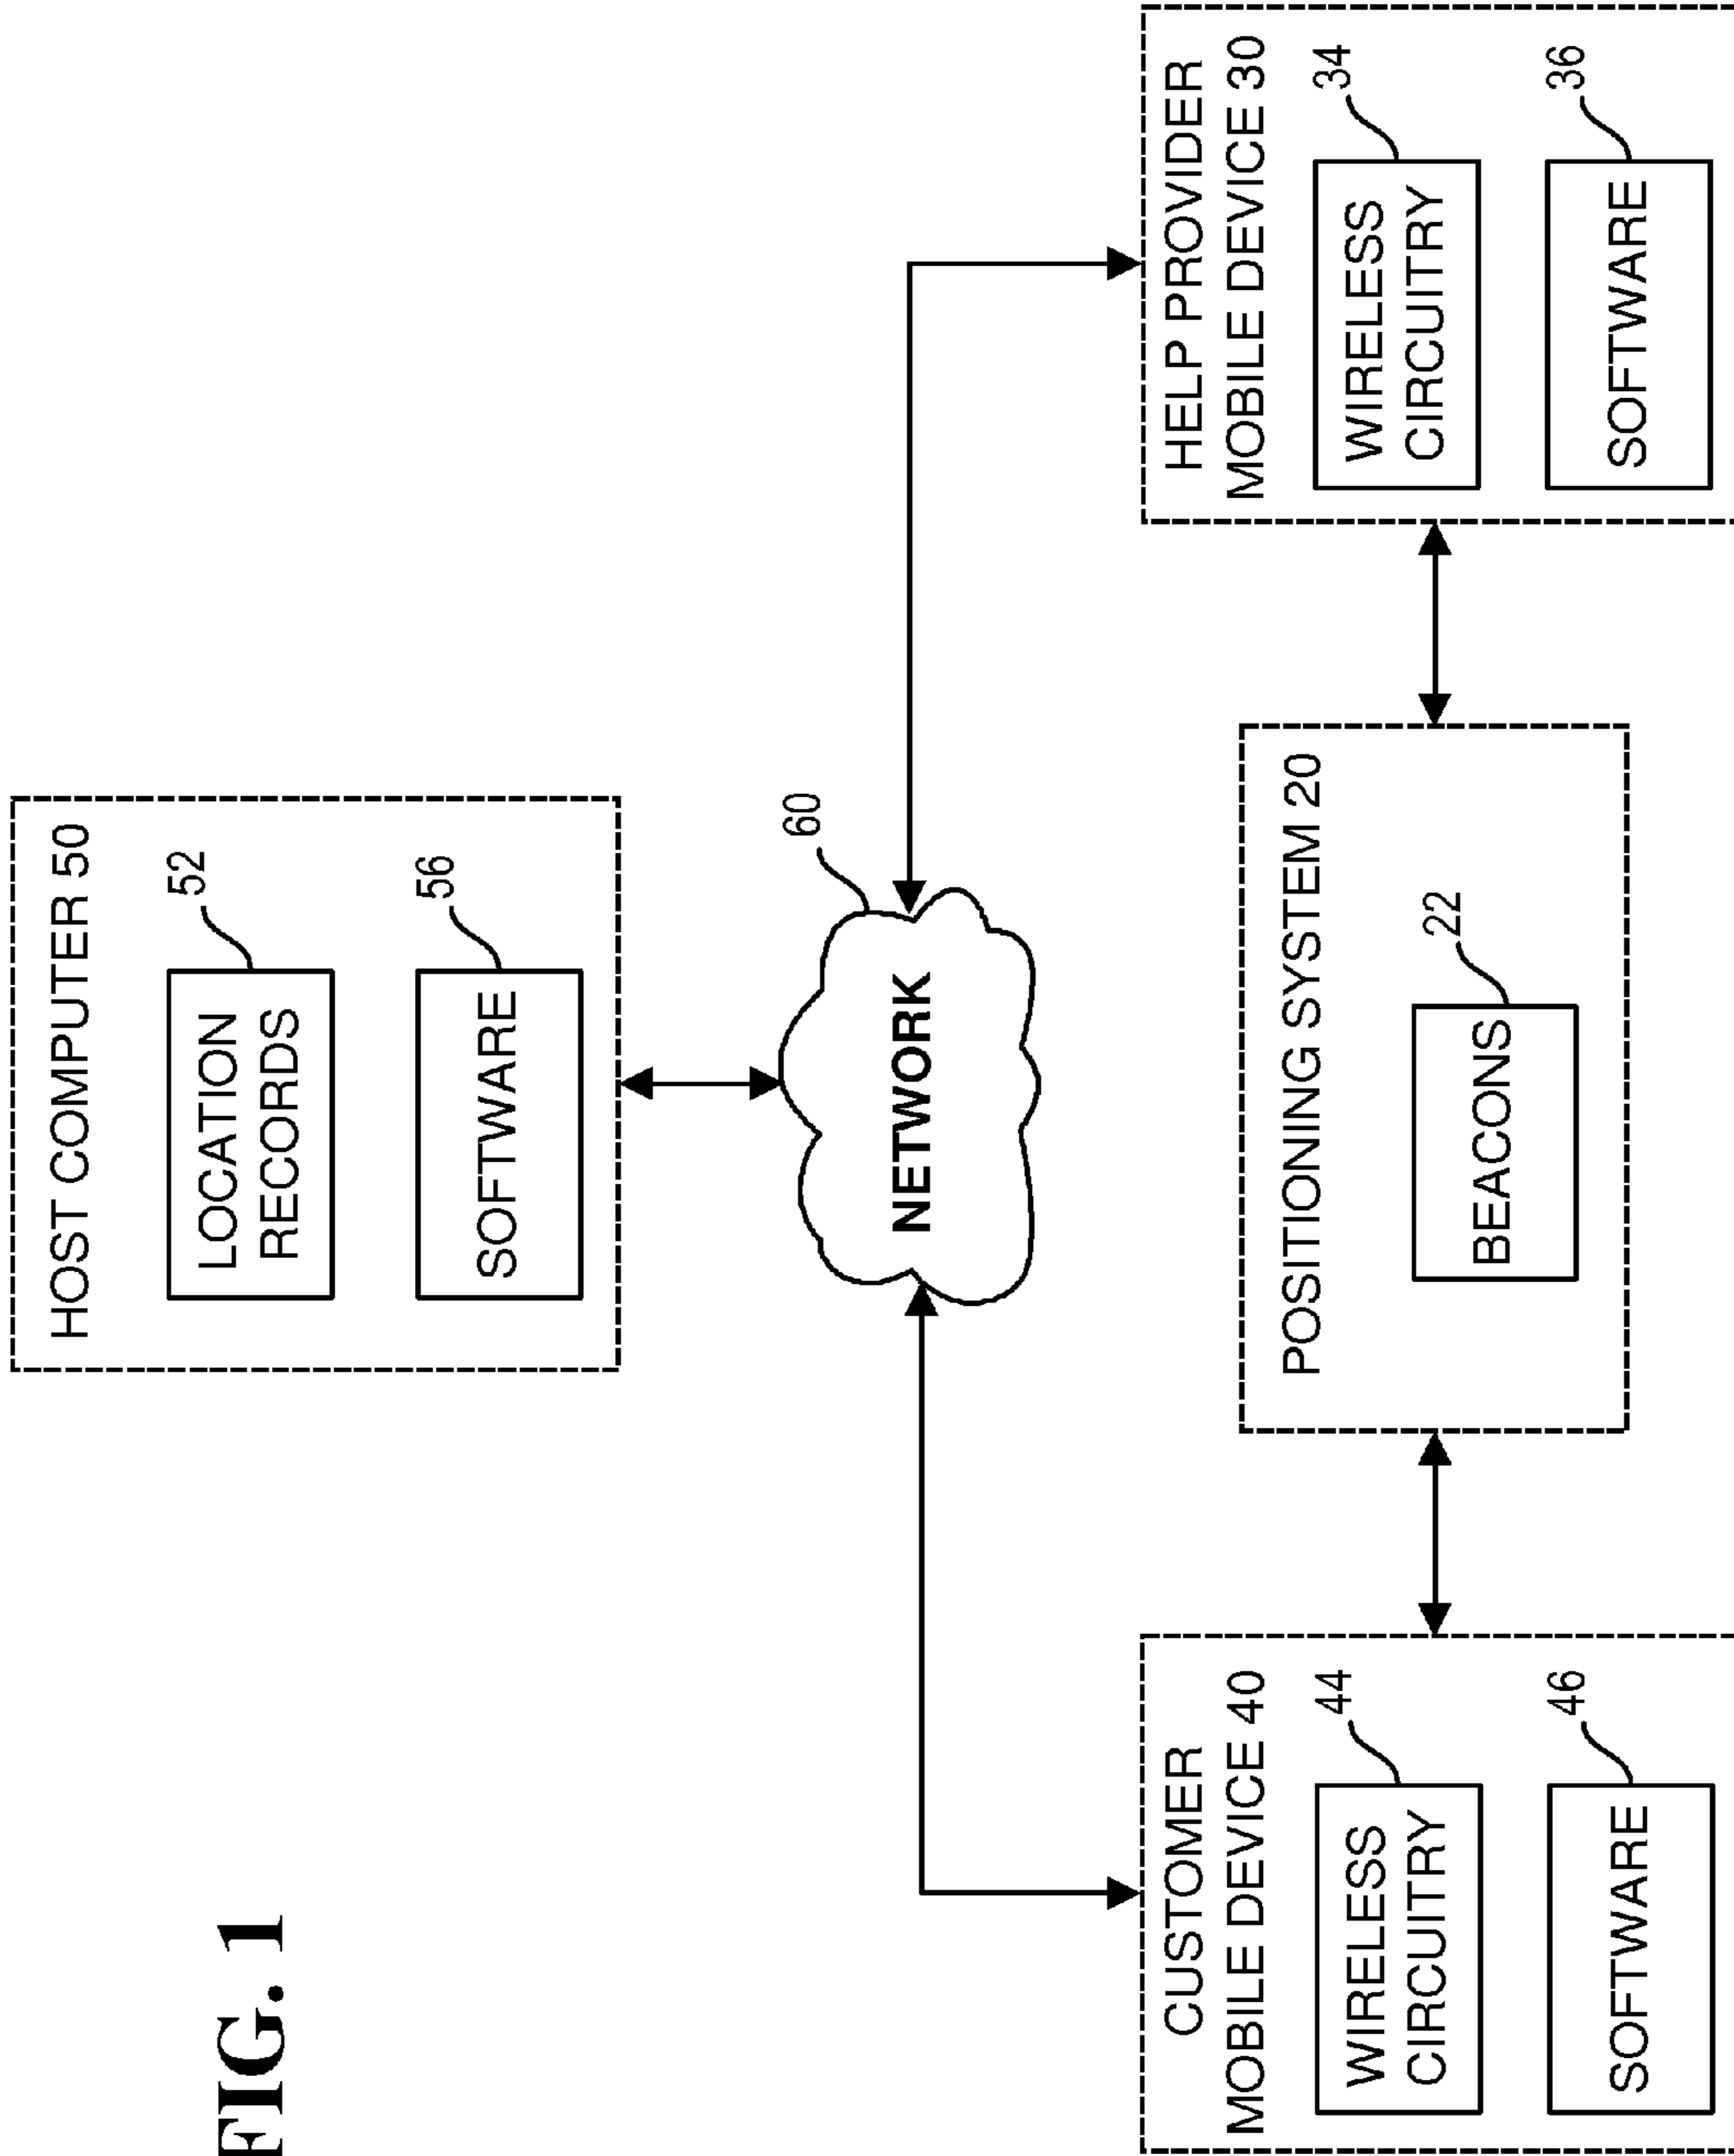 FIG. 1
HOST COMPUTER 50
LOCATION
RECORDS
52
SOFTWARE
56
NETWORK
60
CUSTOMER
MOBILE DEVICE 40
WIRELESS
CIRCUITRY
44
SOFTWARE
46
POSITIONING SYSTEM 20
BEACONS
22
HELP PROVIDER
MOBILE DEVICE 30
WIRELESS
CIRCUITRY
34
SOFTWARE
36